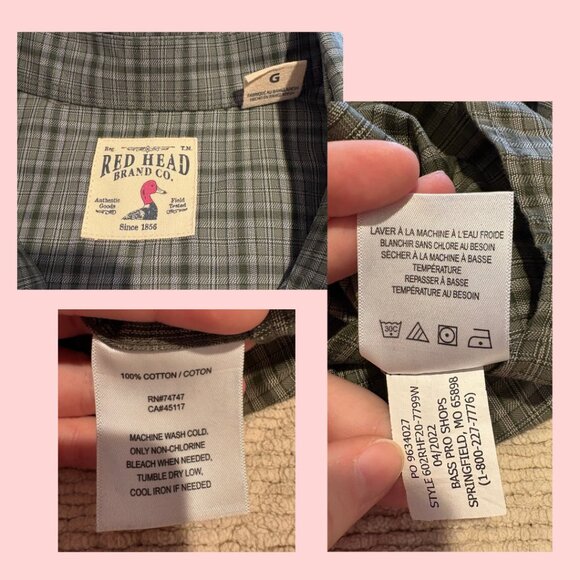 G
FABRIQUÉ AU BANGLADESH
Reg. T.M.
RED HEAD
BRAND CO.
Authentic Goods
Field Tested
Since 1856
LAVER À LA MACHINE À L'EAU FROIDE
BLANCHIR SANS CHLORE AU BESOIN
SÉCHER À LA MACHINE À BASSE
TEMPÉRATURE
REPASSER À BASSE
TEMPÉRATURE AU BESOIN
30C
PO 9634027
STYLE 602RHF20-7799W
04/2022
BASS PRO SHOPS
SPRINGFIELD, MO 65898
(1-800-227-7776)
100% COTTON / COTON
RN#74747
CA#45117
MACHINE WASH COLD,
ONLY NON-CHLORINE
BLEACH WHEN NEEDED,
TUMBLE DRY LOW,
COOL IRON IF NEEDED